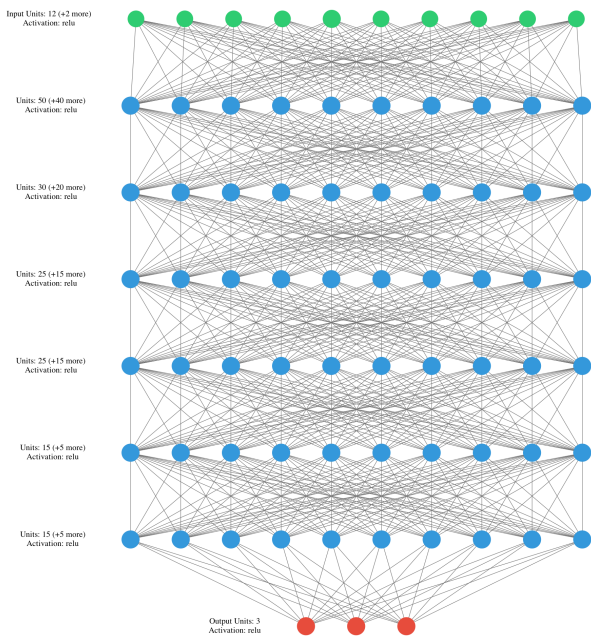 Input Units: 12 (+2 more)
Activation: relu
Units: 50 (+40 more)
Activation: relu
Units: 30 (+20 more)
Activation: relu
Units: 25 (+15 more)
Activation: relu
Units: 25 (+15 more)
Activation: relu
Units: 15 (+5 more)
Activation: relu
Units: 15 (+5 more)
Activation: relu
Output Units: 3
Activation: relu